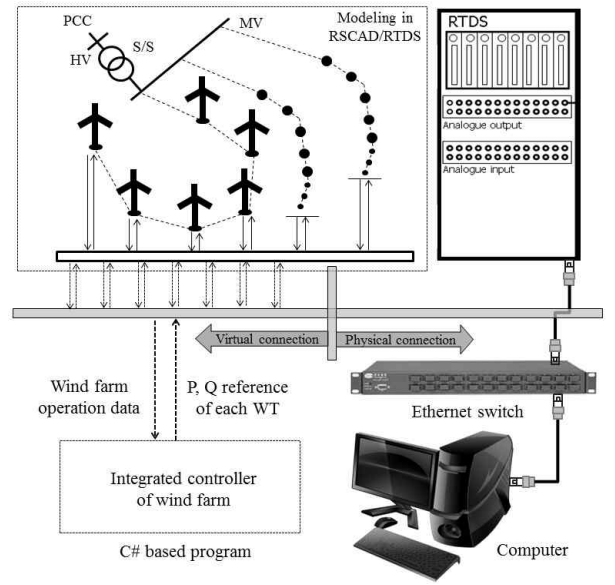 PCC
HV
S/S
MV
Modeling in
RSCAD/RTDS
RTDS
Analogue output
Analogue input
Virtual connection
Physical connection
Wind farm
operation data
P, Q reference
of each WT
Ethernet switch
Integrated controller
of wind farm
C# based program
Computer